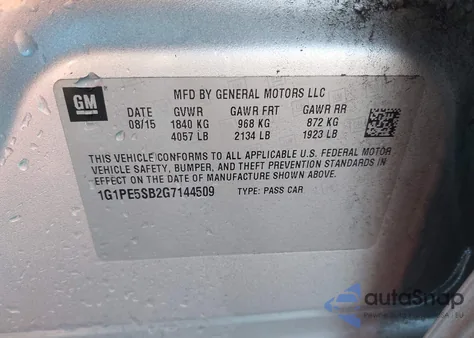 GM
MFD BY GENERAL MOTORS LLC
DATE GVWR GAWR FRT GAWR RR
08/15 1840 KG 968 KG 872 KG
4057 LB 2134 LB 1923 LB
THIS VEHICLE CONFORMS TO ALL APPLICABLE U.S. FEDERAL MOTOR
VEHICLE SAFETY, BUMPER, AND THEFT PREVENTION STANDARDS IN
EFFECT ON THE DATE OF MANUFACTURE SHOWN ABOVE.
1G1PE5SB2G7144509 TYPE: PASS CAR
autaSnap